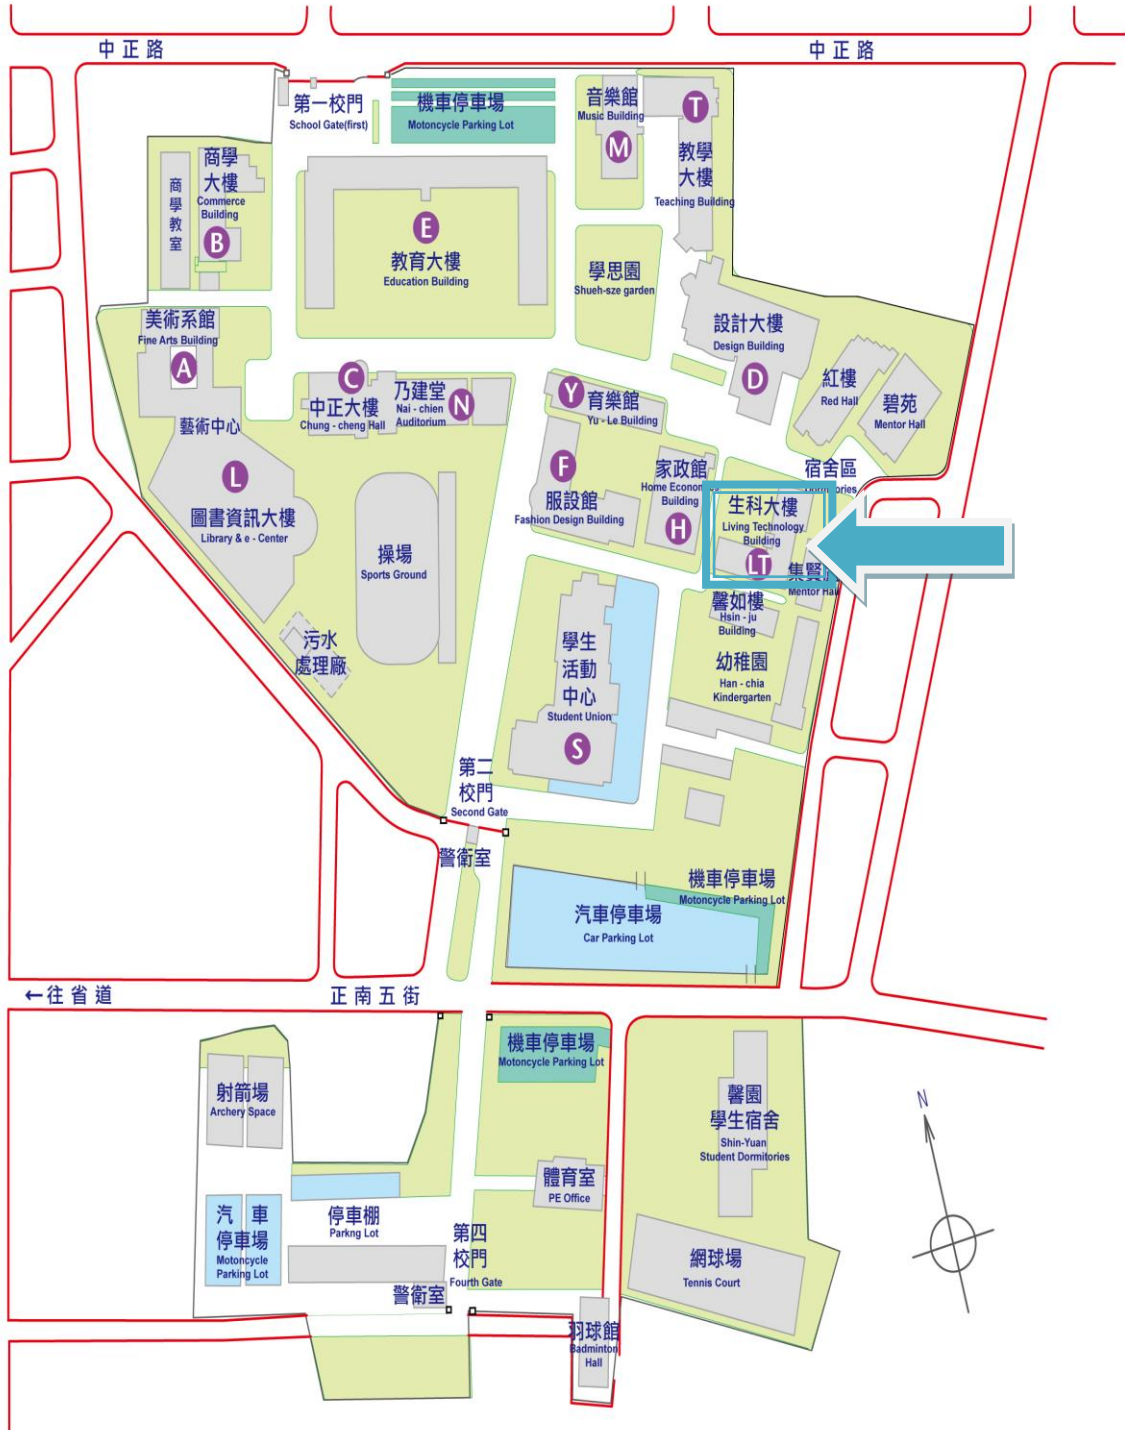 中正路
中正路
第一校門
School Gate(first)
機車停車場
Motoncycle Parking Lot
音樂館
Music Building
M
T
教學
大樓
Teaching Building
商學
大樓
Commerce
Building
B
商學教室
E
教育大樓
Education Building
學思園
Shueh-sze garden
美術系館
Fine Arts Building
A
藝術中心
設計大樓
Design Building
D
紅樓
Red Hall
碧苑
Mentor Hall
C
中正大樓
Chung - cheng Hall
乃建堂
Nai - chien
Auditorium
N
Y
育樂館
Yu - Le Building
L
圖書資訊大樓
Library & e - Center
F
服設館
Fashion Design Building
家政館
Home Economics
Building
H
宿舍區
Dormitories
生科大樓
Living Technology
Building
LT
集賢
Mentor Hall
操場
Sports Ground
馨如樓
Hsin - ju
Building
污水
處理廠
學生
活動
中心
Student Union
S
幼稚園
Han - chia
Kindergarten
第二
校門
Second Gate
警衛室
機車停車場
Motoncycle Parking Lot
汽車停車場
Car Parking Lot
←往省道
正南五街
機車停車場
Motoncycle Parking Lot
射箭場
Archery Space
馨園
學生宿舍
Shin-Yuan
Student Dormitories
N
體育室
PE Office
汽車
停車場
Motoncycle
Parking Lot
停車棚
Parkng Lot
第四
校門
Fourth Gate
警衛室
網球場
Tennis Court
羽球館
Badminton
Hall